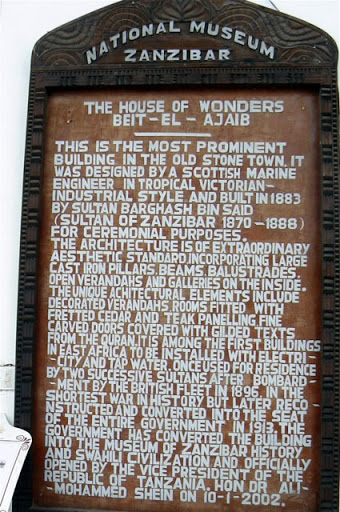 NATIONAL MUSEUM
ZANZIBAR
THE HOUSE OF WONDERS
BEIT-EL-AJAIB
THIS IS THE MOST PROMINENT
BUILDING IN THE OLD STONE TOWN. IT
WAS DESIGNED BY A SCOTTISH MARINE
ENGINEER IN TROPICAL VICTORIAN-
INDUSTRIAL STYLE AND BUILT IN 1883
BY SULTAN BARGHASH BIN SAID
(SULTAN OF ZANZIBAR 1870-1888)
FOR CEREMONIAL PURPOSES.
THE ARCHITECTURE IS OF EXTRAORDINARY
AESTHETIC STANDARD, INCORPORATING LARGE
CAST IRON PILLARS, BEAMS, BALUSTRADES,
OPEN VERANDAHS AND GALLERIES ON THE INSIDE.
THE UNIQUE ACHITECTURAL ELEMENTS INCLUDE
DECORATED VERANDAHS, ROOMS FITTED WITH
FRETTED CEDAR AND TEAK PANELLING, FINE
CARVED DOORS COVERED WITH GILDED TEXTS
FROM THE QURAN. IT IS AMONG THE FIRST BUILDINGS
IN EAST AFRICA TO BE INSTALLED WITH ELECTRI-
-CITY AND TAP WATER. ONCE USED FOR RESIDENCE
BY TWO SUCCESSIVE SULTANS AFTER BOMBARD-
-MENT BY THE BRITISH FLEET IN 1896, IN THE
SHORTEST WAR IN HISTORY. IT WAS LATER RECO-
NSTRUCTED AND CONVERTED INTO THE SEAT
OF THE ENTIRE GOVERNMENT IN 1913. THE
GOVERNMENT HAS CONVERTED THE BUILDING
INTO THE MUSEUM OF ZANZIBAR HISTORY
AND SWAHILI CIVILIZATION AND OFFICIALLY
OPENED BY THE VICE PRESIDENT OF THE
REPUBLIC OF TANZANIA. HON DR ALI-
-MOHAMMED SHEIN ON 10-1-2002.